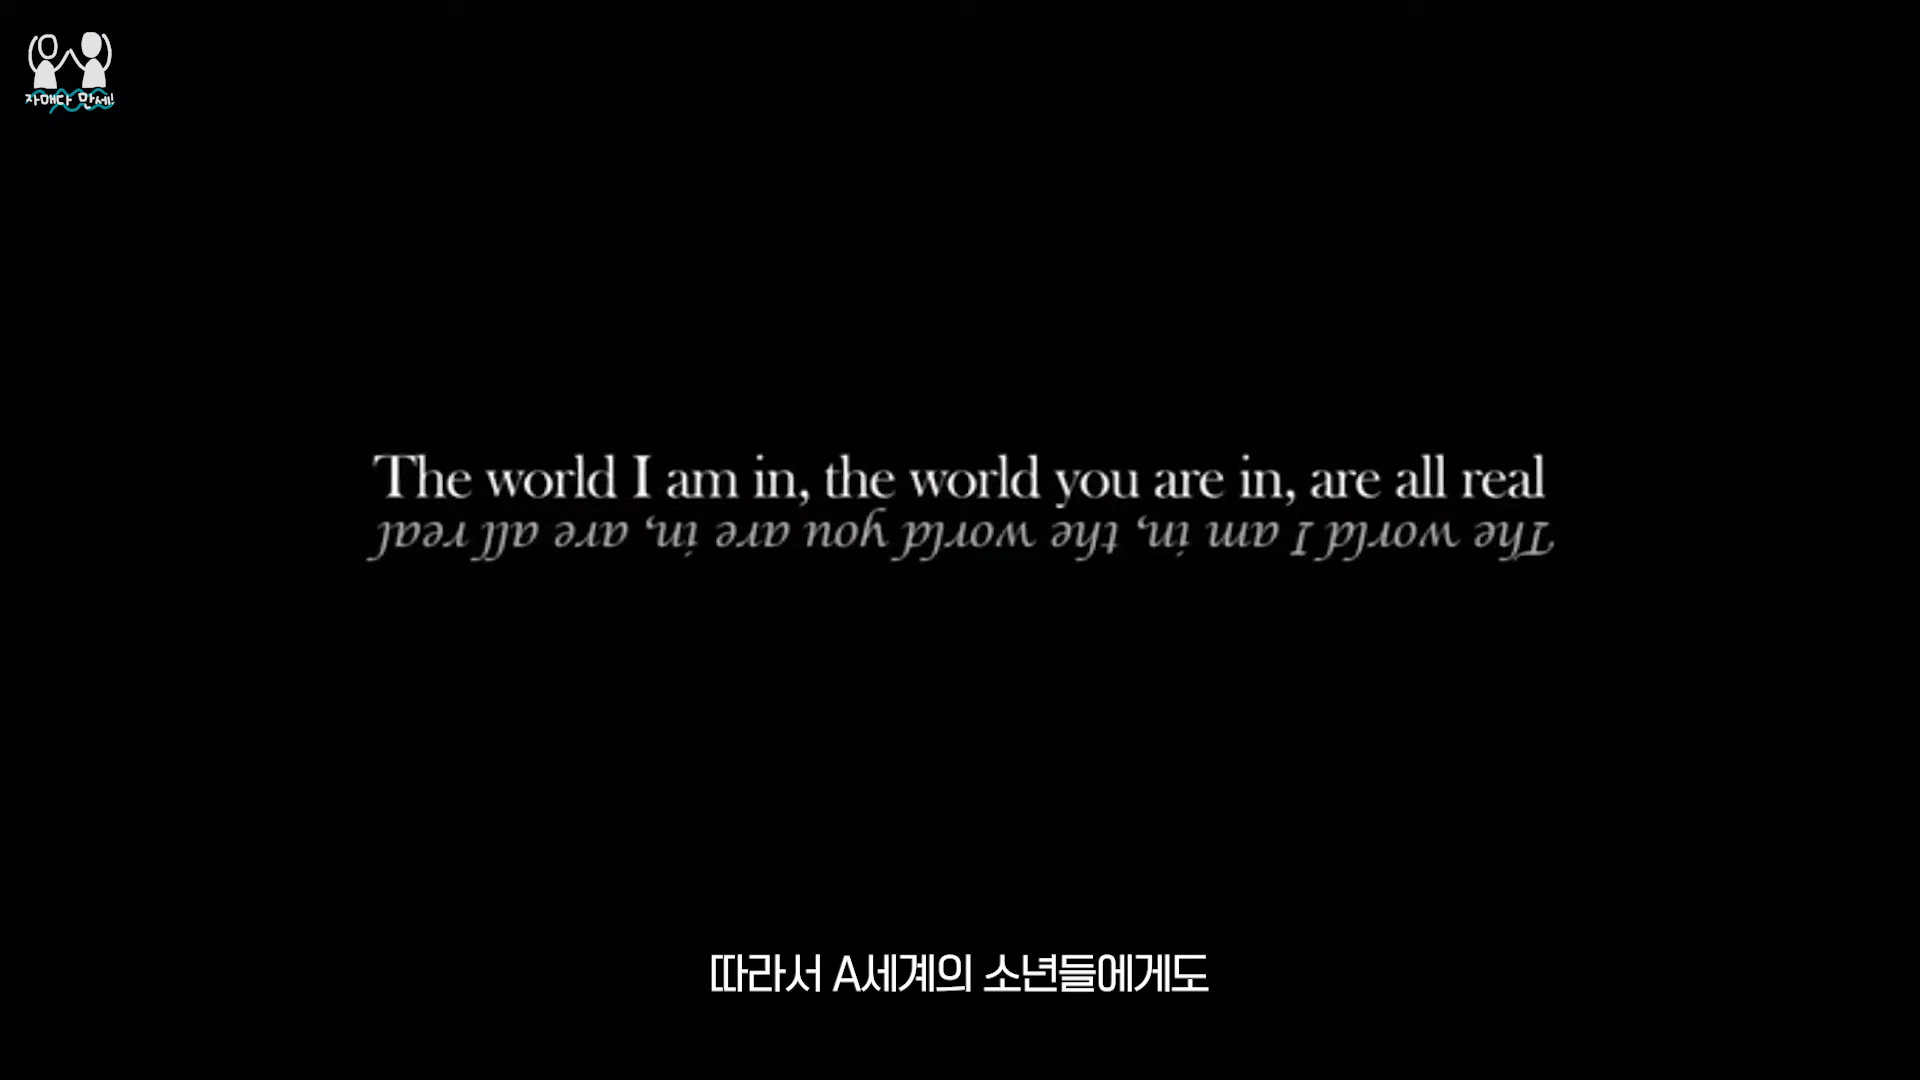 자매다 만세!
The world I am in, the world you are in, are all real
The world I am in, the world you are in, are all real
따라서 A세계의 소년들에게도